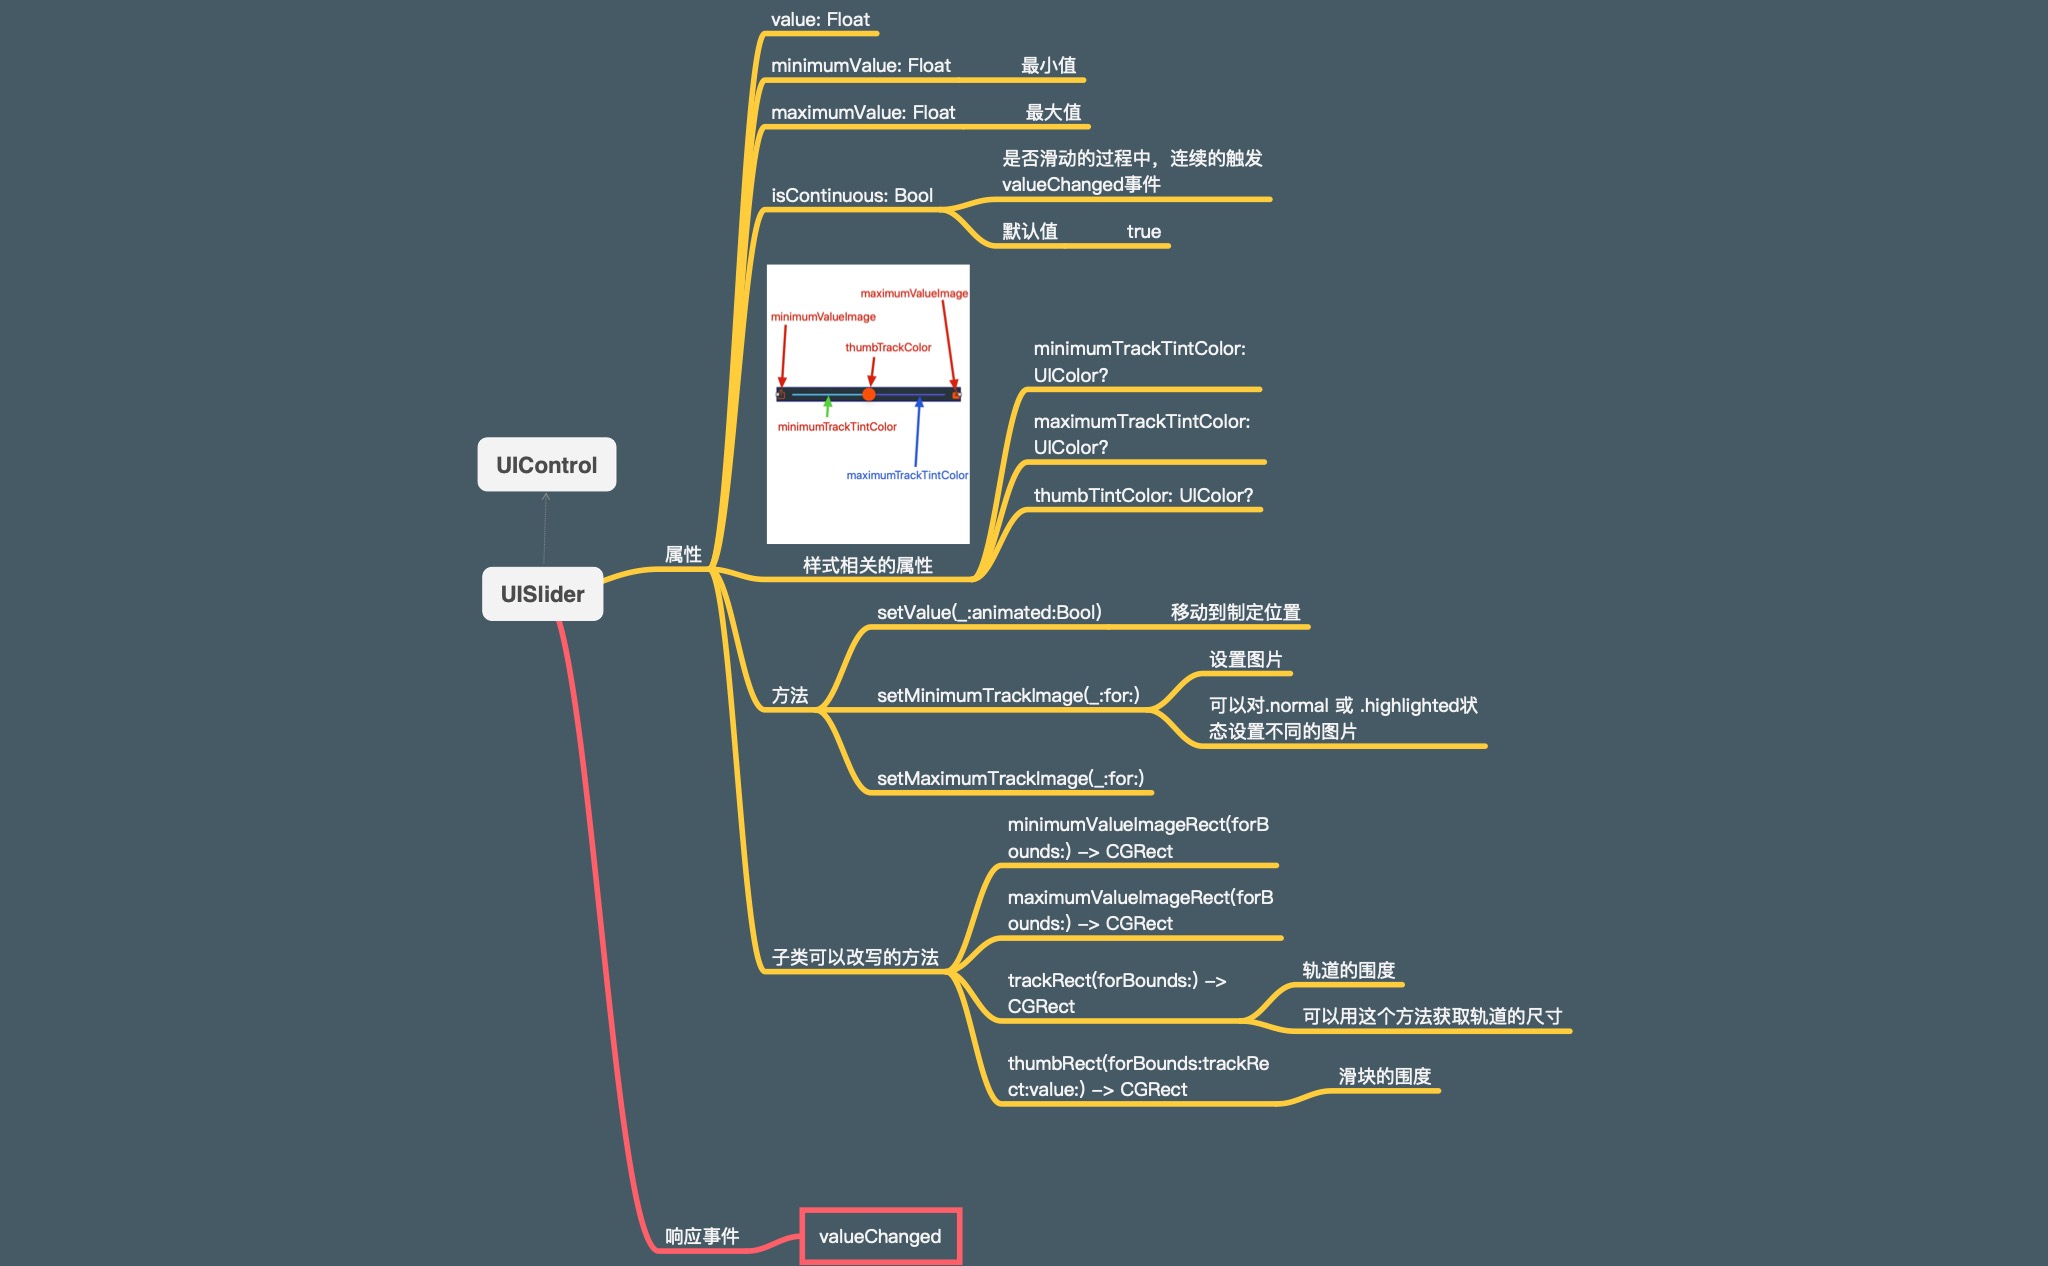 value: Float
minimumValue: Float
最小值
maximumValue: Float
最大值
isContinuous: Bool
是否滑动的过程中，连续的触发
valueChanged事件
默认值
true
maximumValueImage
minimumValueImage
thumbTrackColor
minimumTrackTintColor
maximumTrackTintColor
样式相关的属性
minimumTrackTintColor:
UIColor?
maximumTrackTintColor:
UIColor?
thumbTintColor: UIColor?
UIControl
UISlider
属性
方法
setValue(_:animated:Bool)
移动到制定位置
setMinimumTrackImage(_:for:)
设置图片
可以对.normal 或 .highlighted状
态设置不同的图片
setMaximumTrackImage(_:for:)
子类可以改写的方法
minimumValueImageRect(forB
ounds:) -> CGRect
maximumValueImageRect(forB
ounds:) -> CGRect
trackRect(forBounds:) ->
CGRect
轨道的围度
可以用这个方法获取轨道的尺寸
thumbRect(forBounds:trackRe
ct:value:) -> CGRect
滑块的围度
响应事件
valueChanged